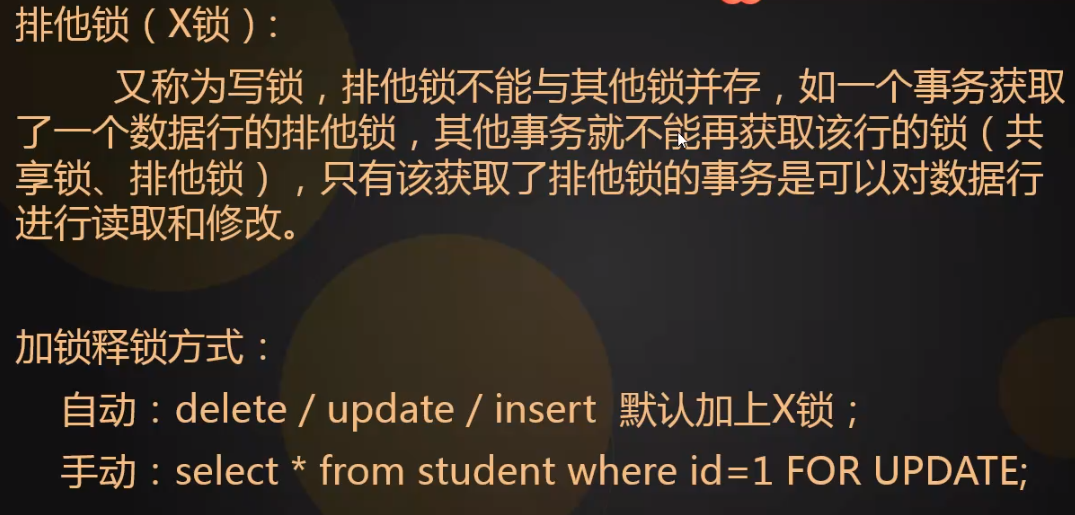 排他锁（X锁）：
又称为写锁，排他锁不能与其他锁并存，如一个事务获取
了一个数据行的排他锁，其他事务就不能再获取该行的锁（共
享锁、排他锁），只有该获取了排他锁的事务是可以对数据行
进行读取和修改。
加锁释锁方式：
自动：delete / update / insert 默认加上X锁；
手动：select * from student where id=1 FOR UPDATE;